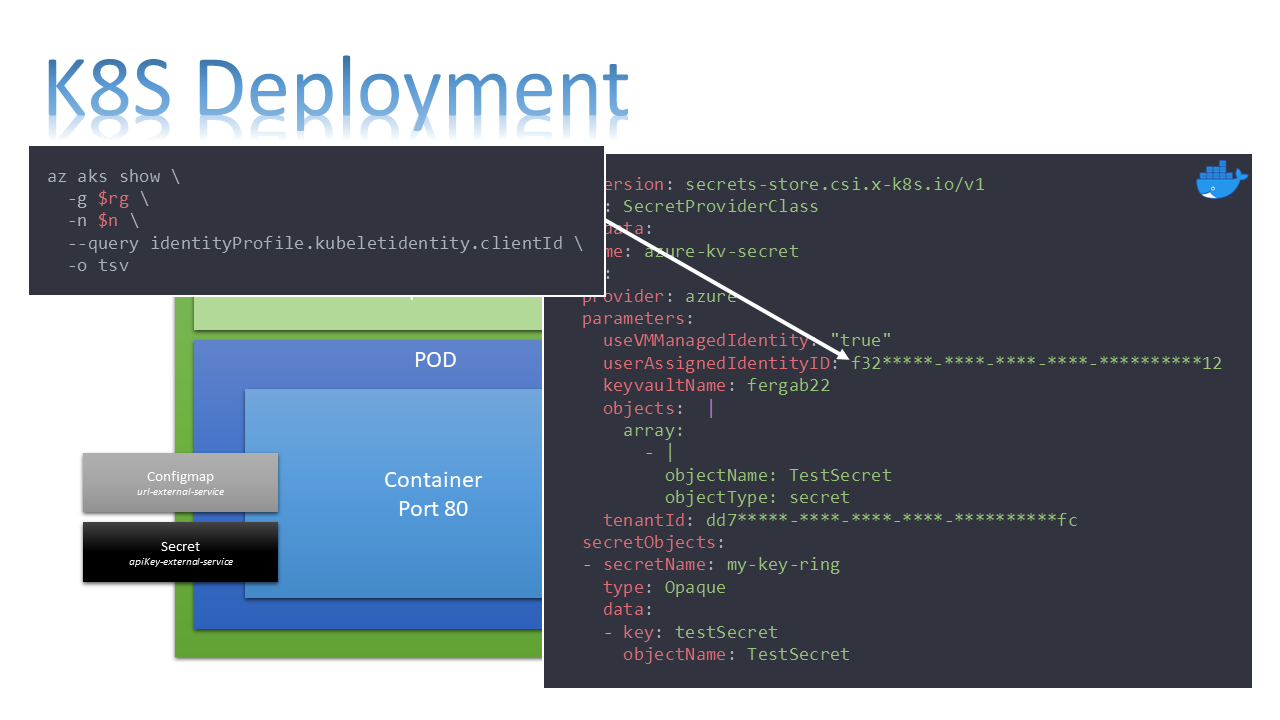 K8S Deployment
az aks show \
-g $rg \
-n $n \
--query identityProfile.kubeletidentity.clientId \
-o tsv
ersion: secrets-store.csi.x-k8s.io/v1
: SecretProviderClass
data:
me: azure-kv-secret
:
provider: azure
parameters:
useVMManagedIdentity: "true"
userAssignedIdentityID: f32*****-****-****-****-**********12
keyvaultName: fergab22
objects: |
array:
- |
objectName: TestSecret
objectType: secret
tenantId: dd7*****-****-****-****-**********fc
secretObjects:
- secretName: my-key-ring
type: Opaque
data:
- key: testSecret
objectName: TestSecret
POD
Container
Port 80
Configmap
url-external-service
Secret
apiKey-external-service